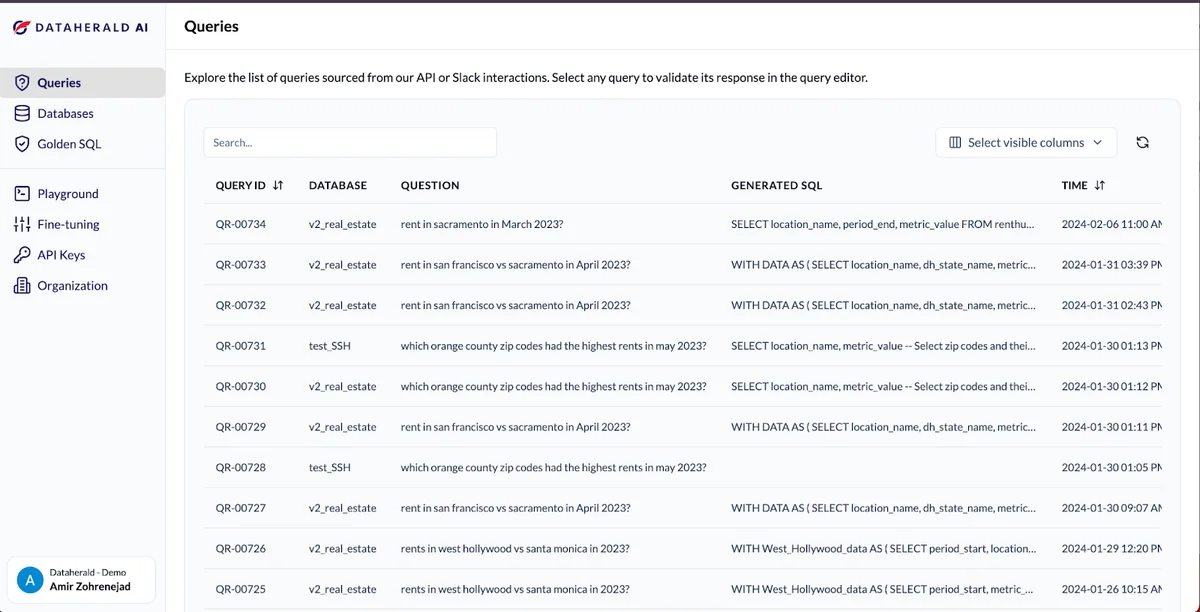 DATAHERALD AI
Queries
Queries
Databases
Golden SQL
Playground
Fine-tuning
API Keys
Organization
Explore the list of queries sourced from our API or Slack interactions. Select any query to validate its response in the query editor.
Search...
Select visible columns
QUERY ID DATABASE QUESTION GENERATED SQL TIME
QR-00734 v2_real_estate rent in sacramento in March 2023? SELECT location_name, period_end, metric_value FROM renthu... 2024-02-06 11:00 AM
QR-00733 v2_real_estate rent in san francisco vs sacramento in April 2023? WITH DATA AS ( SELECT location_name, dh_state_name, metric... 2024-01-31 03:39 PM
QR-00732 v2_real_estate rent in san francisco vs sacramento in April 2023? WITH DATA AS ( SELECT location_name, dh_state_name, metric... 2024-01-31 02:43 PM
QR-00731 test_SSH which orange county zip codes had the highest rents in may 2023? SELECT location_name, metric_value -- Select zip codes and thei... 2024-01-30 01:13 PM
QR-00730 v2_real_estate which orange county zip codes had the highest rents in may 2023? SELECT location_name, metric_value -- Select zip codes and thei... 2024-01-30 01:12 PM
QR-00729 v2_real_estate rent in san francisco vs sacramento in April 2023? WITH DATA AS ( SELECT location_name, dh_state_name, metric... 2024-01-30 01:11 PM
QR-00728 test_SSH which orange county zip codes had the highest rents in may 2023? 2024-01-30 01:05 PM
QR-00727 v2_real_estate rent in san francisco vs sacramento in April 2023? WITH DATA AS ( SELECT location_name, dh_state_name, metric... 2024-01-30 09:07 AM
QR-00726 v2_real_estate rents in west hollywood vs santa monica in 2023? WITH West_Hollywood_data AS ( SELECT period_start, location... 2024-01-29 12:20 PM
QR-00725 v2_real_estate rents in west hollywood vs santa monica in 2023? WITH West_Hollywood_data AS ( SELECT period_start, metric_... 2024-01-26 10:15 AM
A
Dataherald - Demo
Amir Zohrenejad